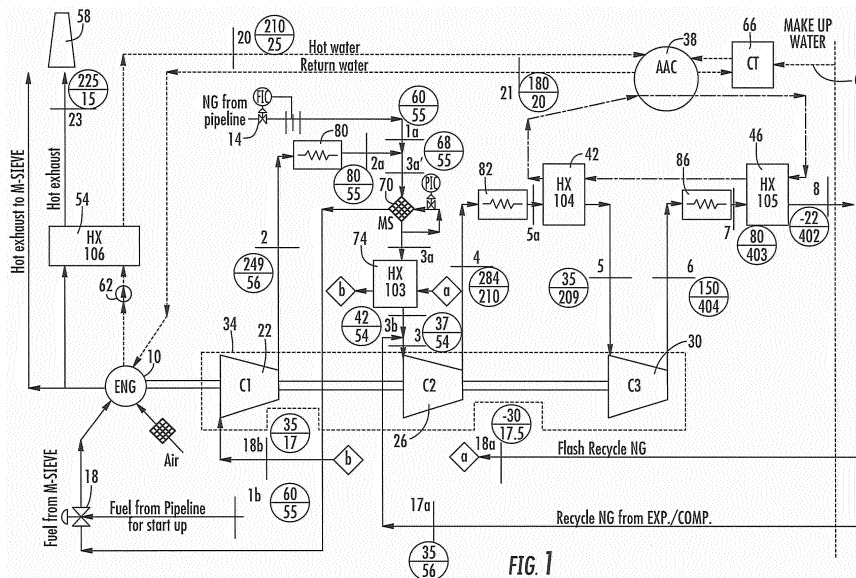 58
210
25
20
Hot water
Return water
38
AAC
66
CT
MAKE UP
WATER
225
15
23
21
180
20
FIC
NG from
pipeline
14
60
55
1a
80
2a
68
55
3a'
80
55
70
PIC
MS
82
42
HX
104
5a
86
46
HX
105
7
8
-22
402
80
403
Hot exhaust to M-SIEVE
Hot exhaust
54
HX
106
62
2
249
56
74
3a
HX
103
b
a
4
284
210
5
35
209
6
150
404
42
54
3b
3
37
54
34
22
10
ENG
C1
C2
C3
30
26
35
17
18b
b
-30
17.5
18a
a
Flash Recycle NG
Air
18
Fuel from M-SIEVE
Fuel from Pipeline
for start up
1b
60
55
17a
Recycle NG from EXP./COMP.
35
56
FIG. 1